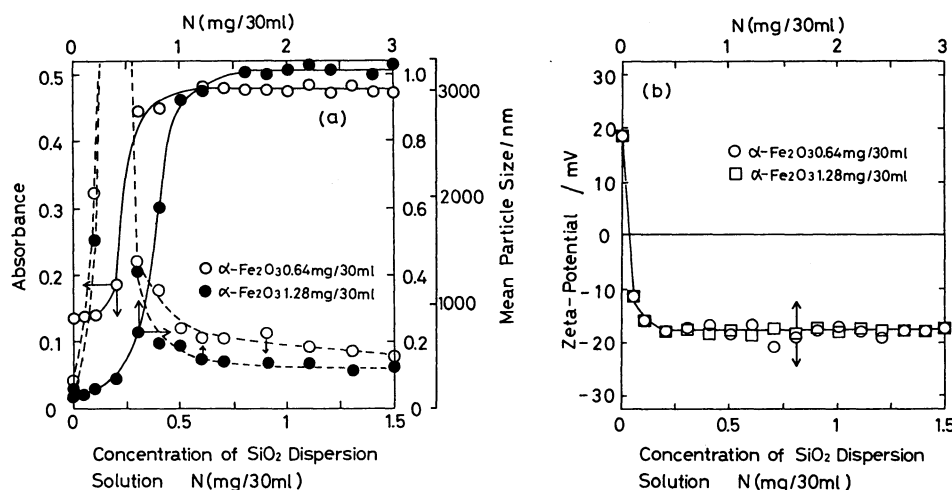 N (mg/30ml)
0 1 2 3
0.5
0.4
0.3
0.2
0.1
0
Absorbance
1.0
0.8
0.6
0.4
0.2
0
3000
2000
1000
Mean Particle Size/nm
(a)
α-Fe2O3 0.64mg/30ml
α-Fe2O3 1.28mg/30ml
0 0.5 1 1.5
Concentration of SiO2 Dispersion
Solution N(mg/30ml)
N(mg/30ml)
0 1 2 3
30
20
10
0
-10
-20
-30
Zeta-Potential / mV
(b)
α-Fe2O3 0.64mg/30ml
α-Fe2O3 1.28mg/30ml
0 0.5 1 1.5
Concentration of SiO2 Dispersion
Solution N(mg/30ml)